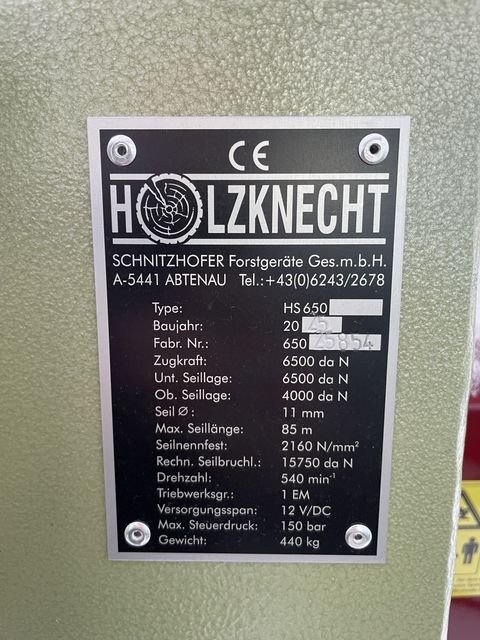 CE
HOLZKNECHT
SCHNITZHOFER Forstgeräte Ges.m.b.H.
A-5441 ABTENAU Tel.:+43(0)6243/2678
Type: HS 650
Baujahr: 20 25
Fabr. Nr.: 650 25854
Zugkraft: 6500 da N
Unt. Seillage: 6500 da N
Ob. Seillage: 4000 da N
Seil Ø : 11 mm
Max. Seillänge: 85 m
Seilnennfest: 2160 N/mm²
Rechn. Seilbruchl.: 15750 da N
Drehzahl: 540 min⁻¹
Triebwerksgr.: 1 EM
Versorgungsspan: 12 V/DC
Max. Steuerdruck: 150 bar
Gewicht: 440 kg